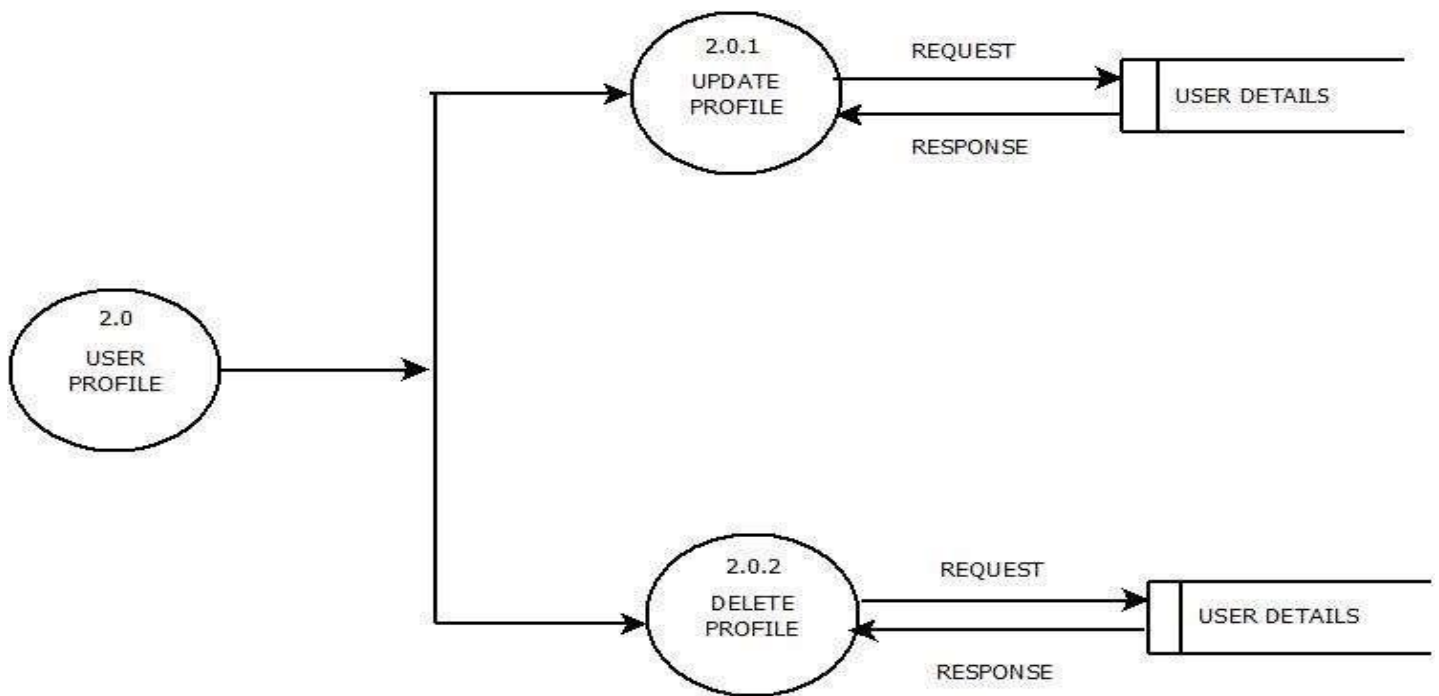 2.0.1
UPDATE
PROFILE
REQUEST
RESPONSE
USER DETAILS
2.0
USER
PROFILE
2.0.2
DELETE
PROFILE
REQUEST
RESPONSE
USER DETAILS